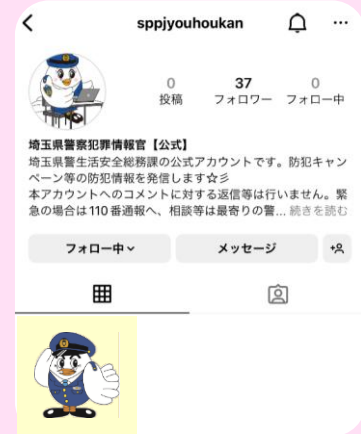 sppjyouhoukan
0
投稿
37
フォロワー
0
フォロー中
埼玉県警察犯罪情報官【公式】
埼玉県警生活安全総務課の公式アカウントです。防犯キャン
ペーン等の防犯情報を発信します☆彡
本アカウントへのコメントに対する返信等は行いません。緊
急の場合は110番通報へ、相談等は最寄りの警... 続きを読む
フォロー中
メッセージ